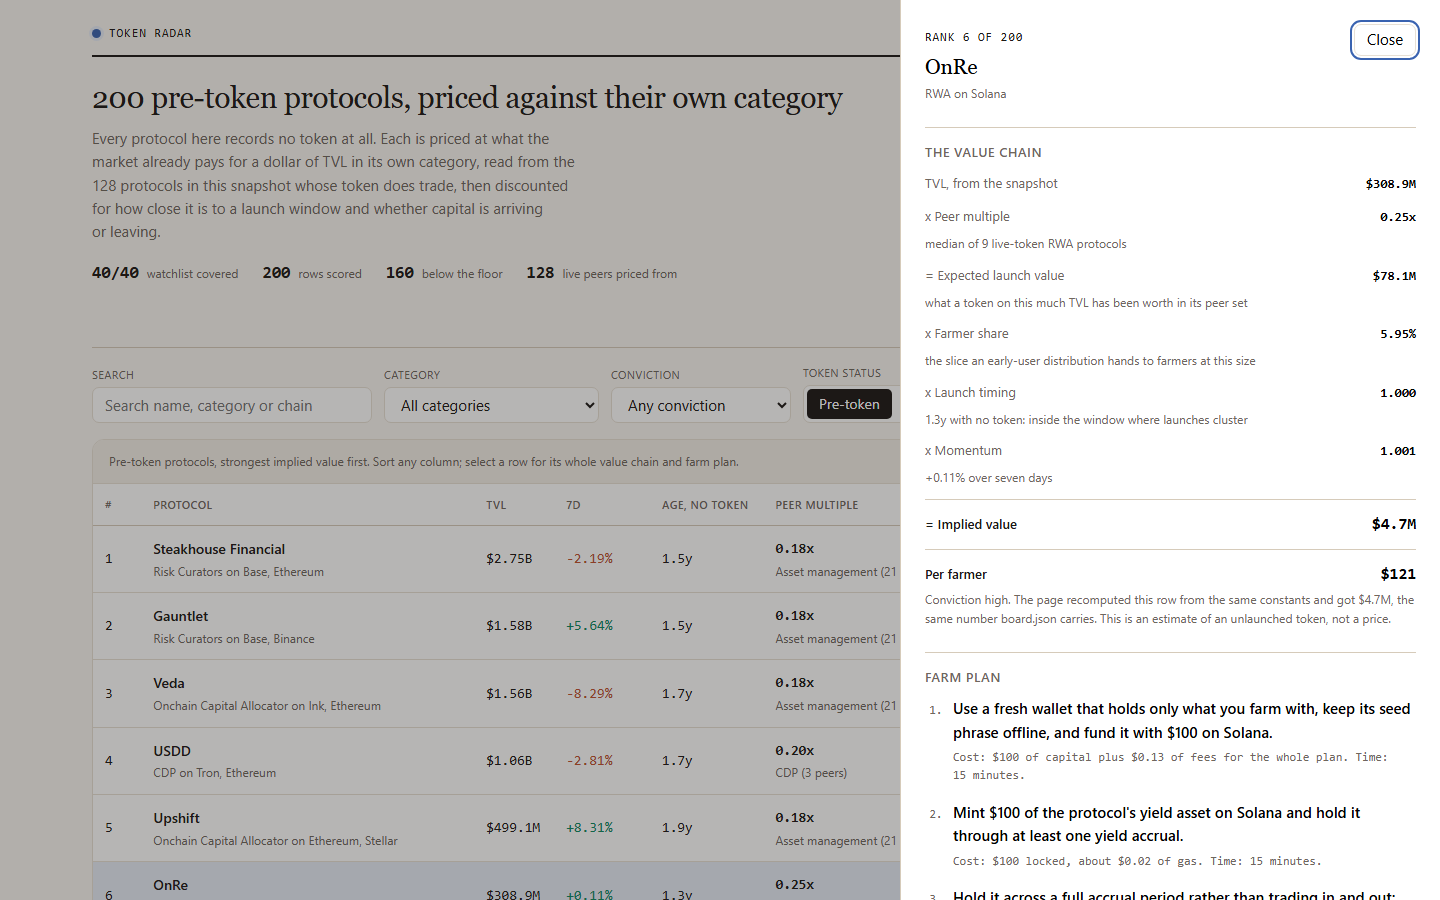 TOKEN RADAR
200 pre-token protocols, priced against their own category
Every protocol here records no token at all. Each is priced at what the
market already pays for a dollar of TVL in its own category, read from the
128 protocols in this snapshot whose token does trade, then discounted
for how close it is to a launch window and whether capital is arriving
or leaving.
40/40 watchlist covered 200 rows scored 160 below the floor 128 live peers priced from
SEARCH CATEGORY CONVICTION TOKEN STATUS
Search name, category or chain All categories Any conviction Pre-token
Pre-token protocols, strongest implied value first. Sort any column; select a row for its whole value chain and farm plan.
# PROTOCOL TVL 7D AGE, NO TOKEN PEER MULTIPLE
1 Steakhouse Financial $2.75B -2.19% 1.5y 0.18x
Risk Curators on Base, Ethereum Asset management (21
2 Gauntlet $1.58B +5.64% 1.5y 0.18x
Risk Curators on Base, Binance Asset management (21
3 Veda $1.56B -8.29% 1.7y 0.18x
Onchain Capital Allocator on Ink, Ethereum Asset management (21
4 USDD $1.06B -2.81% 1.7y 0.20x
CDP on Tron, Ethereum CDP (3 peers)
5 Upshift $499.1M +8.31% 1.9y 0.18x
Onchain Capital Allocator on Ethereum, Stellar Asset management (21
6 OnRe $308.9M +0.11% 1.3y 0.25x
RANK 6 OF 200
Close
OnRe
RWA on Solana
THE VALUE CHAIN
TVL, from the snapshot $308.9M
x Peer multiple 0.25x
median of 9 live-token RWA protocols
= Expected launch value $78.1M
what a token on this much TVL has been worth in its peer set
x Farmer share 5.95%
the slice an early-user distribution hands to farmers at this size
x Launch timing 1.000
1.3y with no token: inside the window where launches cluster
x Momentum 1.001
+0.11% over seven days
= Implied value $4.7M
Per farmer $121
Conviction high. The page recomputed this row from the same constants and got $4.7M, the
same number board.json carries. This is an estimate of an unlaunched token, not a price.
FARM PLAN
1. Use a fresh wallet that holds only what you farm with, keep its seed
phrase offline, and fund it with $100 on Solana.
Cost: $100 of capital plus $0.13 of fees for the whole plan. Time:
15 minutes.
2. Mint $100 of the protocol's yield asset on Solana and hold it
through at least one yield accrual.
Cost: $100 locked, about $0.02 of gas. Time: 15 minutes.
3. Hold it across a full accrual period rather than trading in and out: